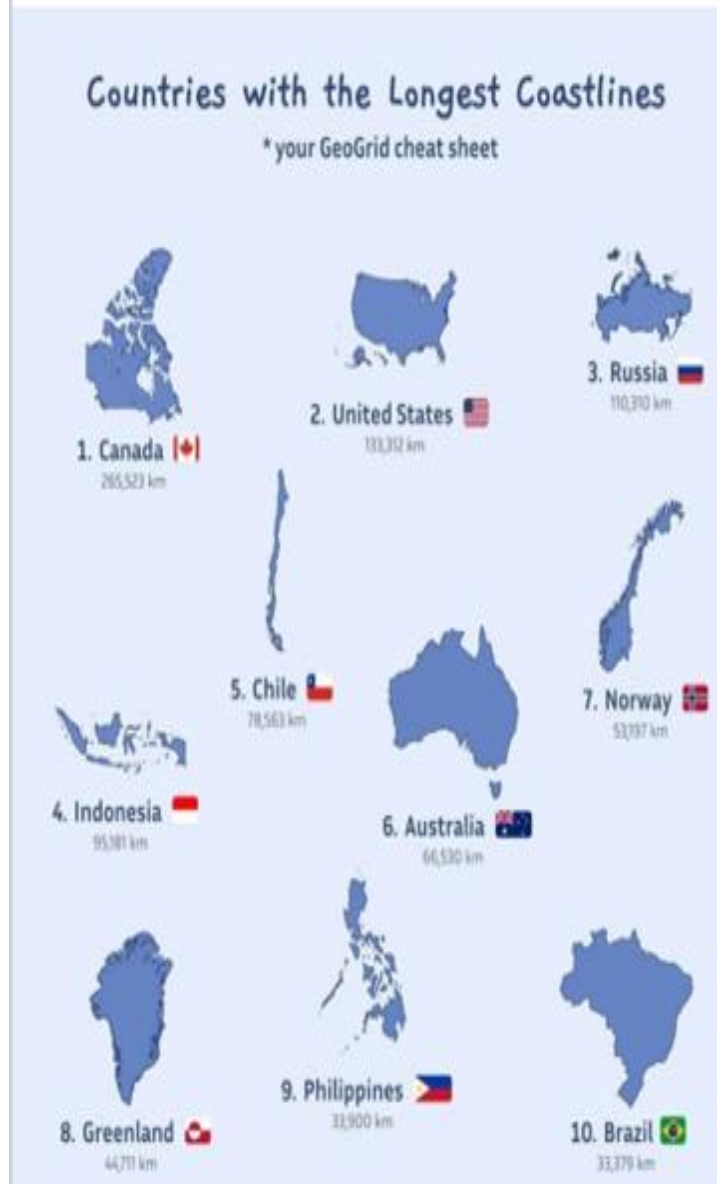 Countries with the Longest Coastlines
* your GeoGrid cheat sheet
1. Canada
265,523 km
2. United States
133,312 km
3. Russia
110,310 km
4. Indonesia
95,181 km
5. Chile
78,563 km
6. Australia
66,530 km
7. Norway
53,197 km
8. Greenland
44,711 km
9. Philippines
33,900 km
10. Brazil
33,379 km